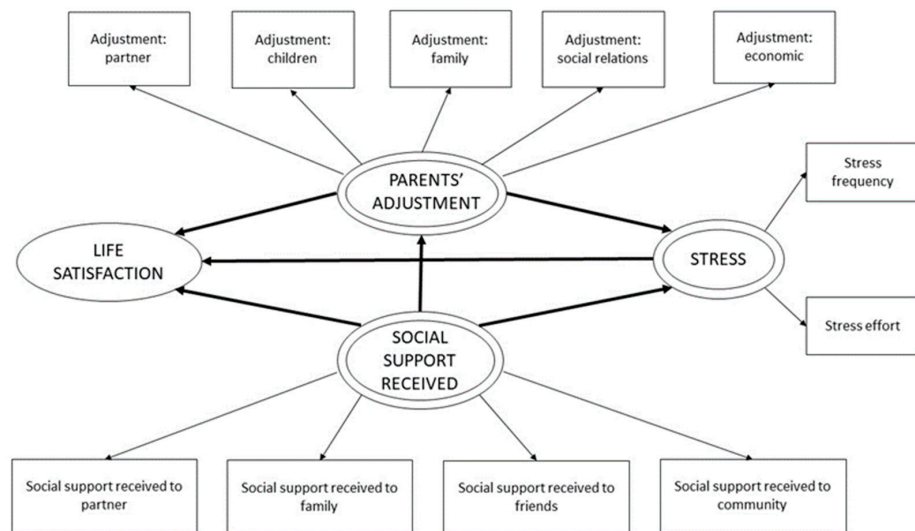 Adjustment:
partner
Adjustment:
children
Adjustment:
family
Adjustment:
social relations
Adjustment:
economic
PARENTS'
ADJUSTMENT
Stress
frequency
LIFE
SATISFACTION
STRESS
Stress effort
SOCIAL
SUPPORT
RECEIVED
Social support received to
partner
Social support received to
family
Social support received to
friends
Social support received to
community